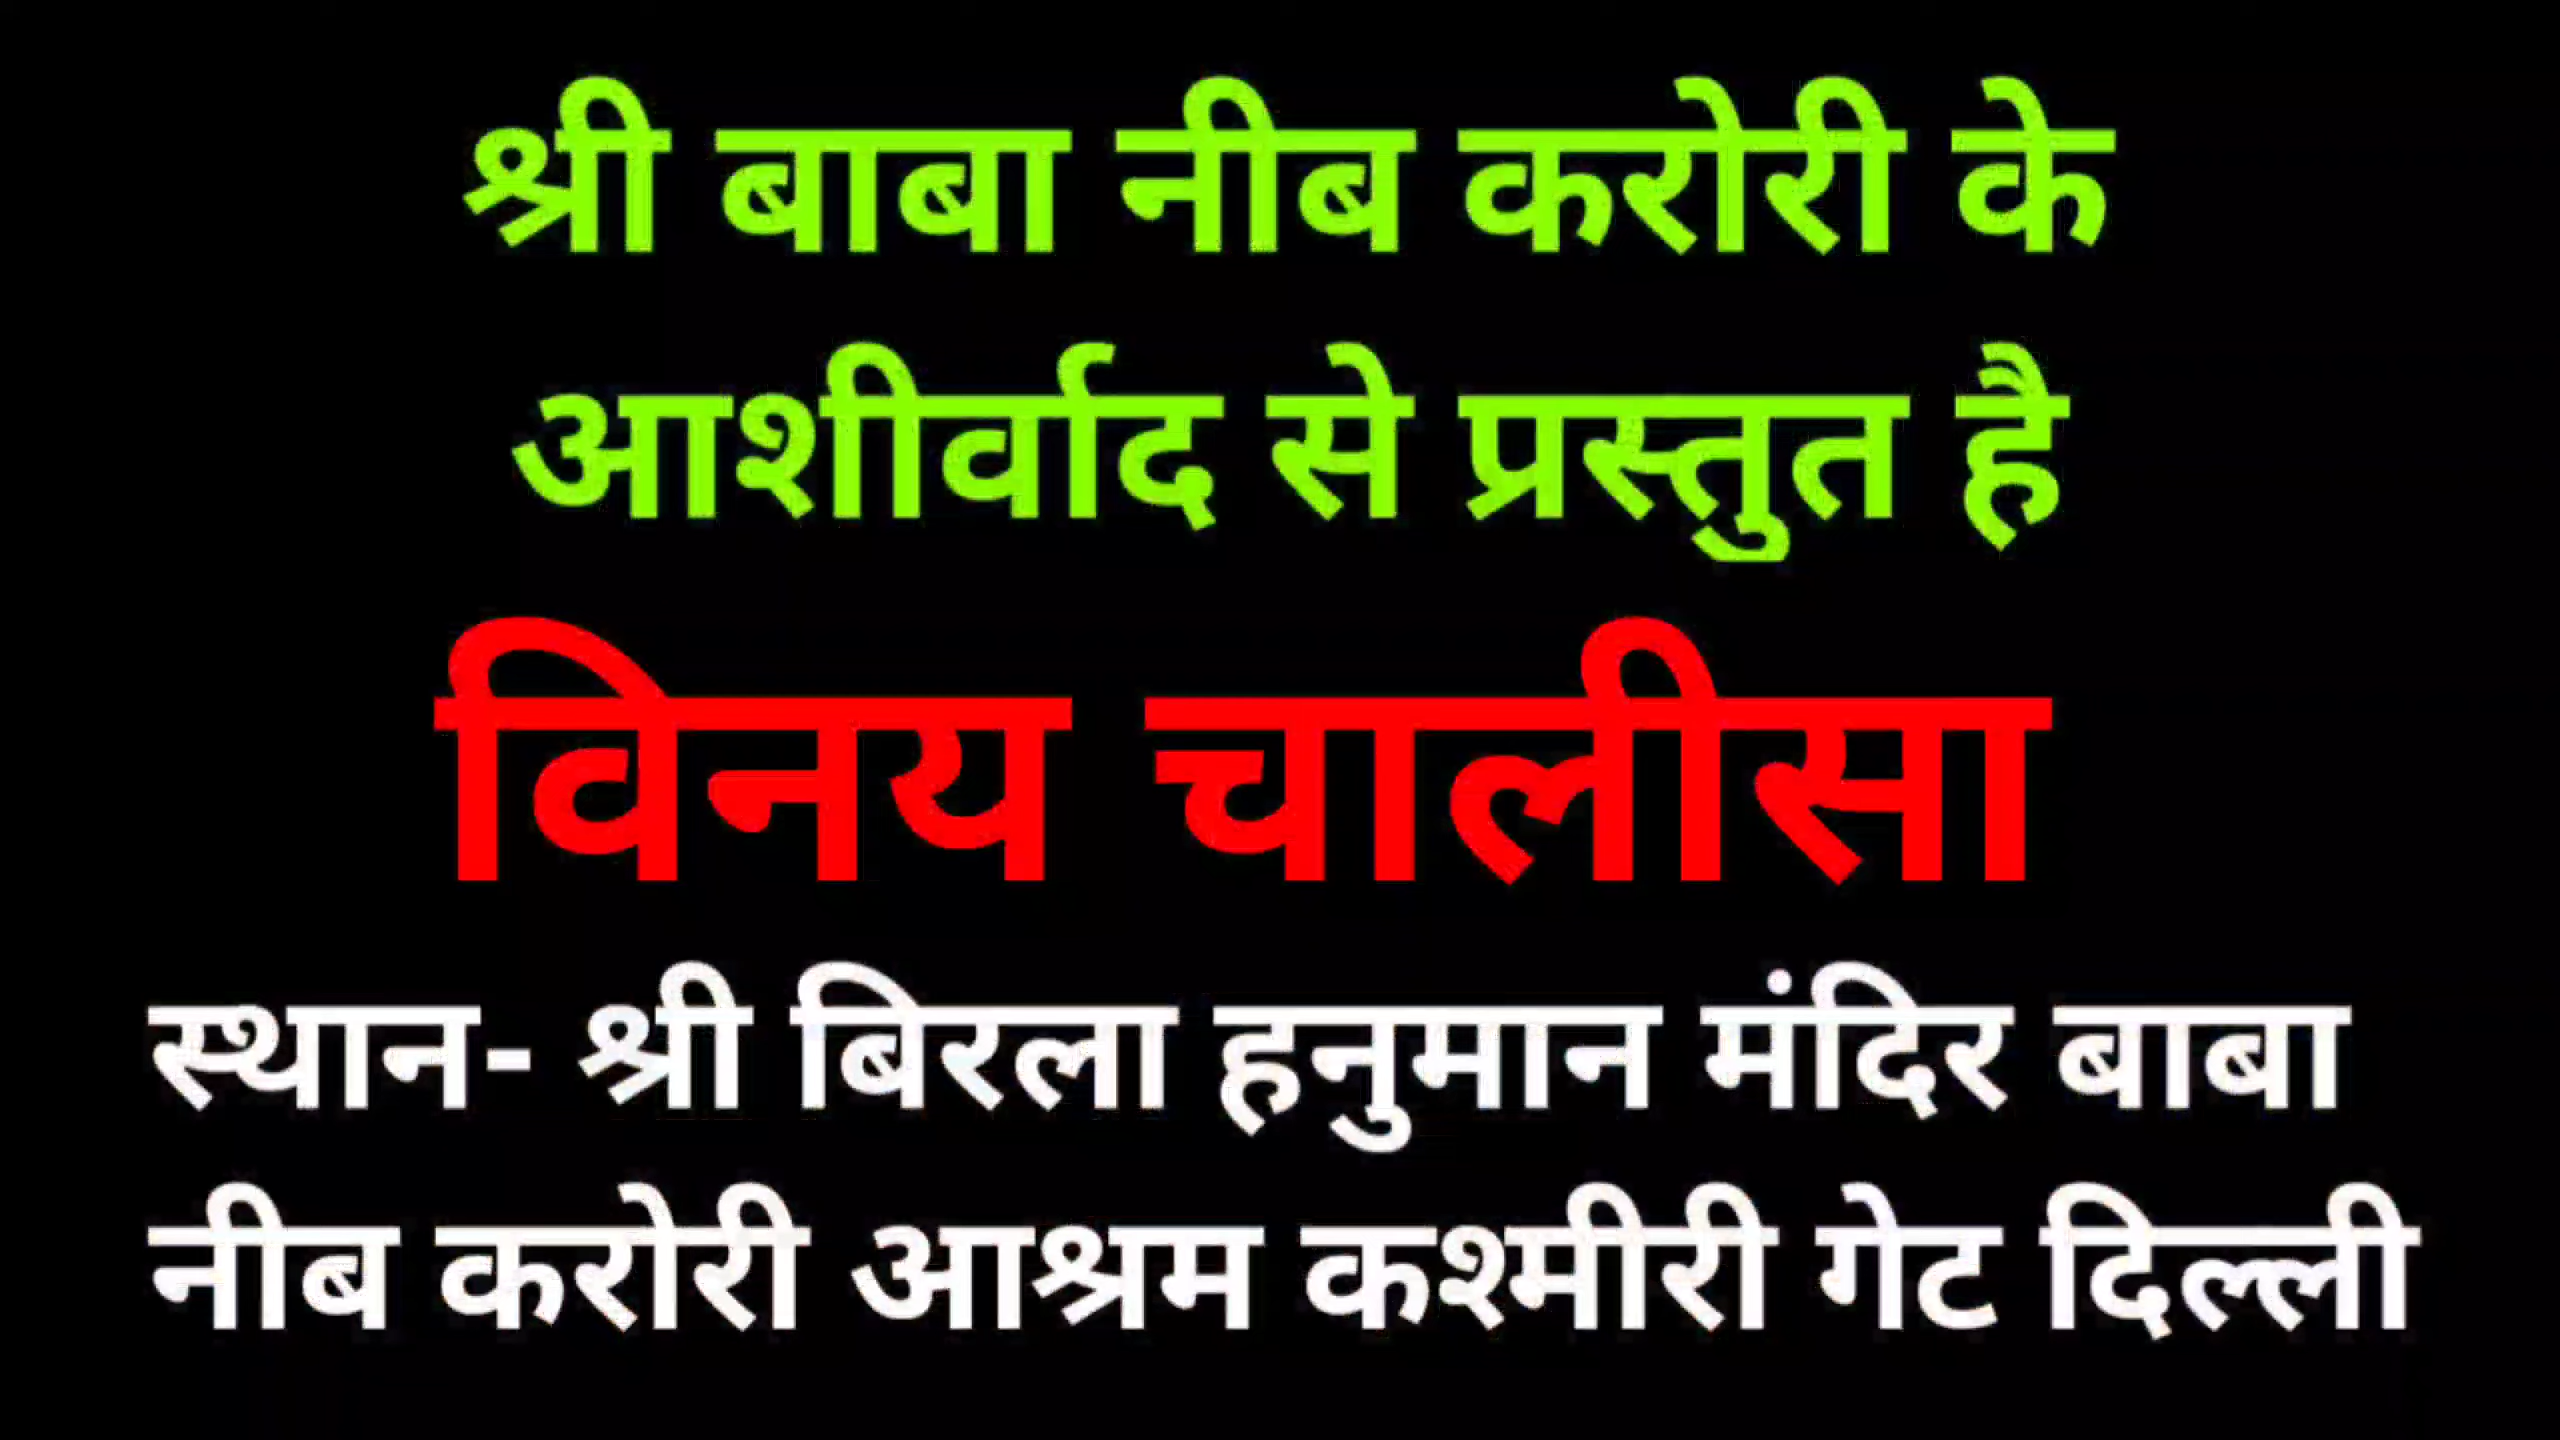 श्री बाबा नीब करोरी के
आशीर्वाद से प्रस्तुत है
विनय चालीसा
स्थान- श्री बिरला हनुमान मंदिर बाबा
नीब करोरी आश्रम कश्मीरी गेट दिल्ली